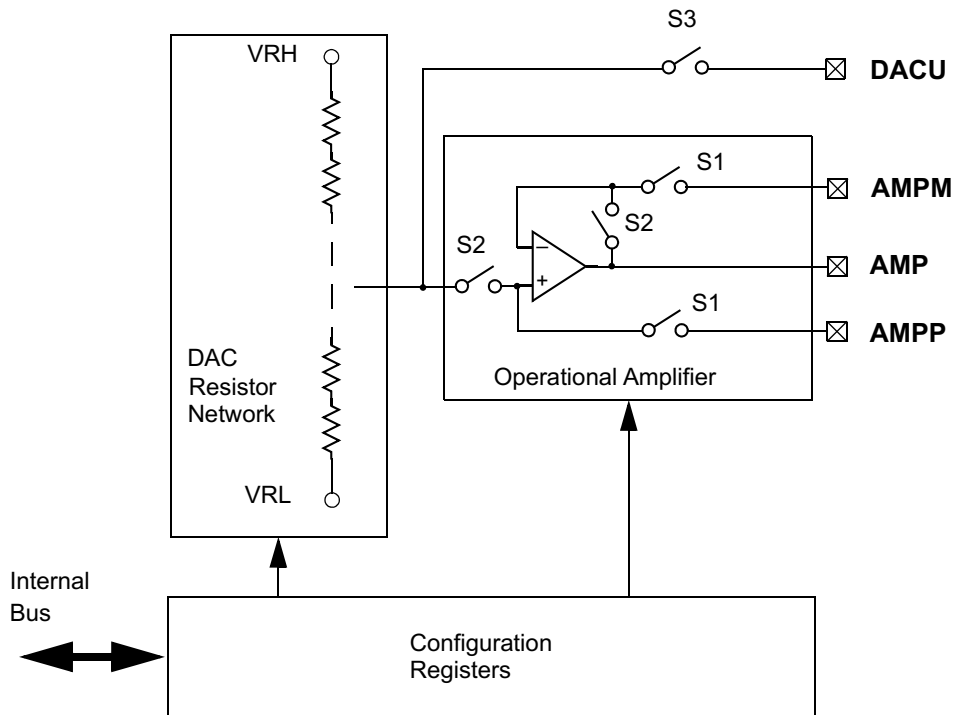 S3
VRH
DACU
S1
AMPM
S2
S2
−
AMP
+
S1
AMPP
DAC
Resistor
Network
Operational Amplifier
VRL
Internal
Bus
Configuration
Registers